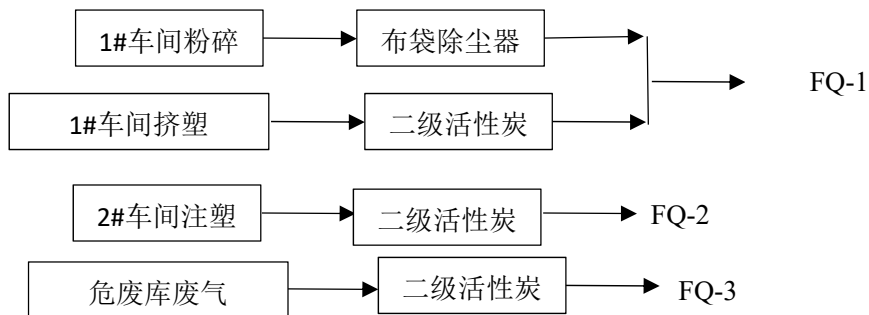 1#车间粉碎
布袋除尘器
FQ-1
1#车间挤塑
二级活性炭
2#车间注塑
二级活性炭
FQ-2
危废库废气
二级活性炭
FQ-3